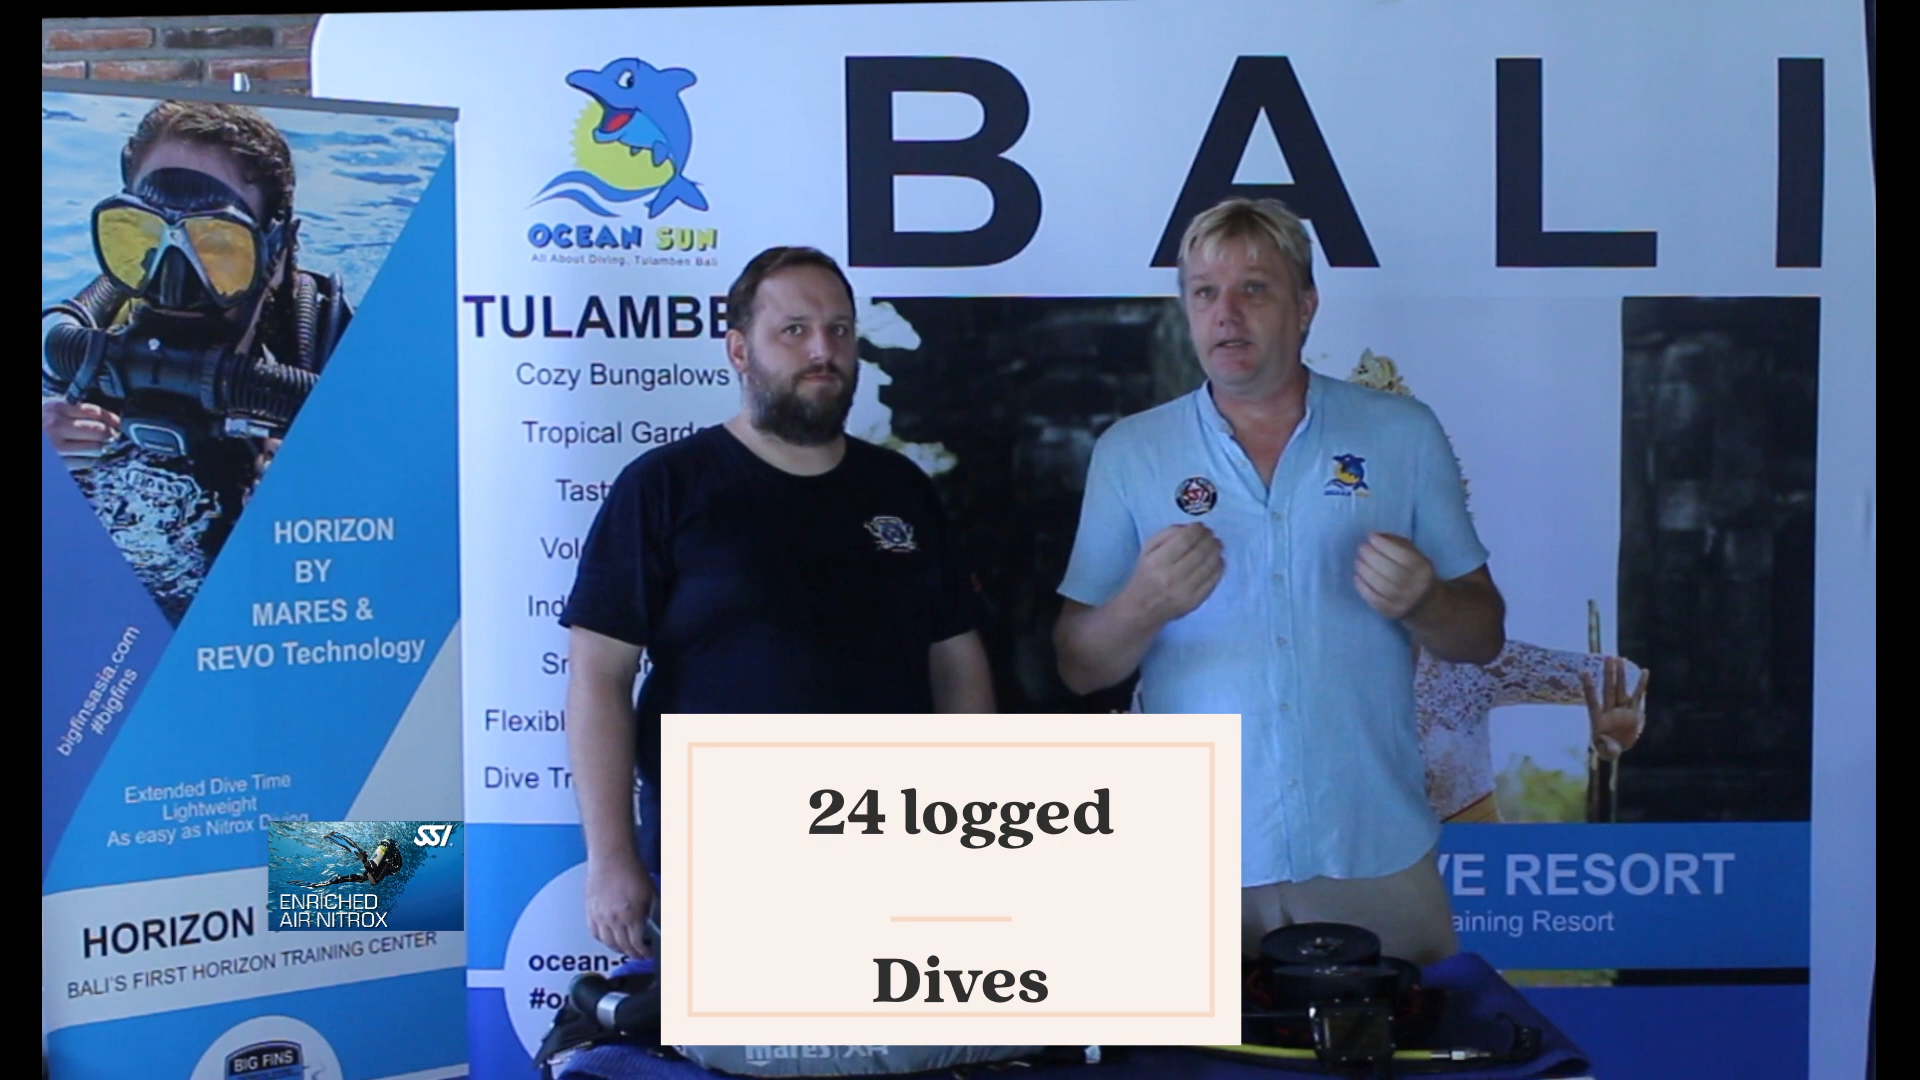 BALI
OCEAN SUN
All About Diving, Tulamben Bali
TULAMBE
Cozy Bungalows
Tropical Garde
Tast
Vol
Ind
Flexibl
Dive Tr
ocean-s
HORIZON
BY
MARES &
REVO Technology
bigfinsasia.com
#bigfins
Extended Dive Time
Lightweight
As easy as Nitrox Diving
HORIZON
BALI'S FIRST HORIZON TRAINING CENTER
BIG FINS
SSI
ENRICHED
AIR NITROX
24 logged
Dives
VE RESORT
aining Resort
mares XR